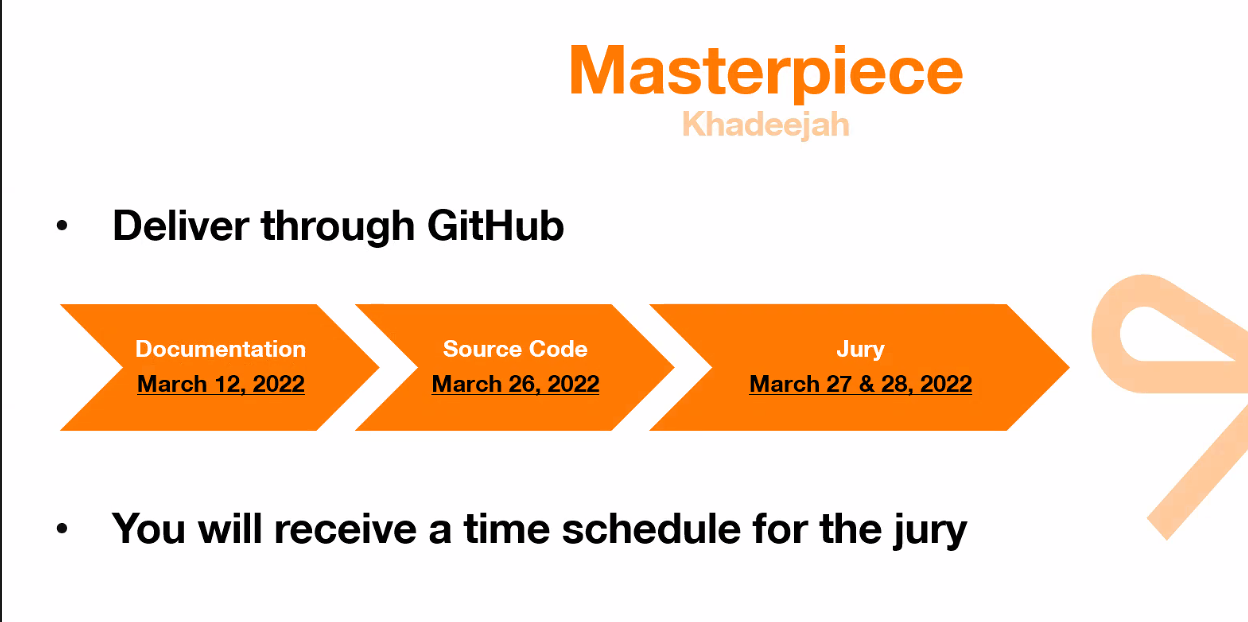 Masterpiece
Khadeejah
• Deliver through GitHub
Documentation
March 12, 2022
Source Code
March 26, 2022
Jury
March 27 & 28, 2022
• You will receive a time schedule for the jury